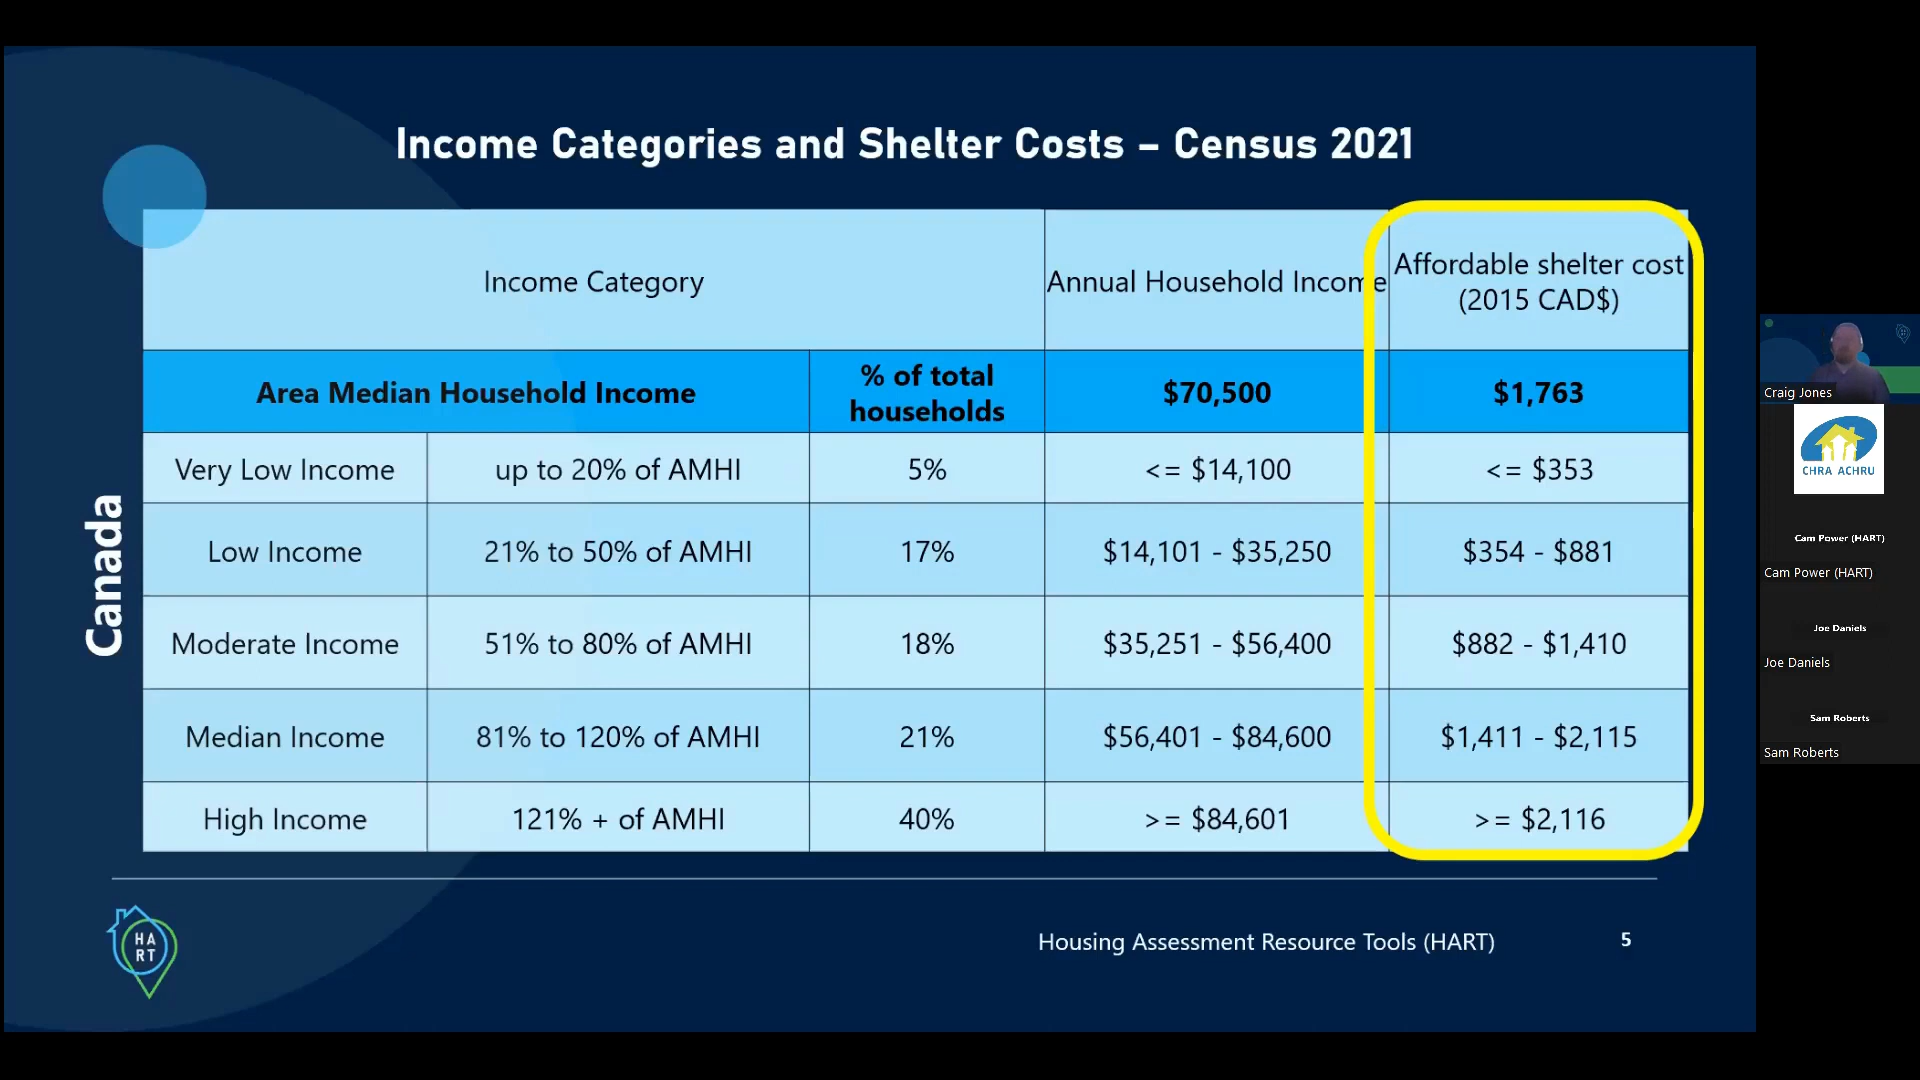 Income Categories and Shelter Costs – Census 2021
Income Category
Annual Household Income
Affordable shelter cost
(2015 CAD$)
Area Median Household Income
% of total
households
$70,500
$1,763
Canada
Very Low Income
up to 20% of AMHI
5%
<= $14,100
<= $353
Low Income
21% to 50% of AMHI
17%
$14,101 - $35,250
$354 - $881
Moderate Income
51% to 80% of AMHI
18%
$35,251 - $56,400
$882 - $1,410
Median Income
81% to 120% of AMHI
21%
$56,401 - $84,600
$1,411 - $2,115
High Income
121% + of AMHI
40%
>= $84,601
>= $2,116
HA
RT
Housing Assessment Resource Tools (HART)
5
Craig Jones
CHRA ACHRU
Cam Power (HART)
Cam Power (HART)
Joe Daniels
Joe Daniels
Sam Roberts
Sam Roberts